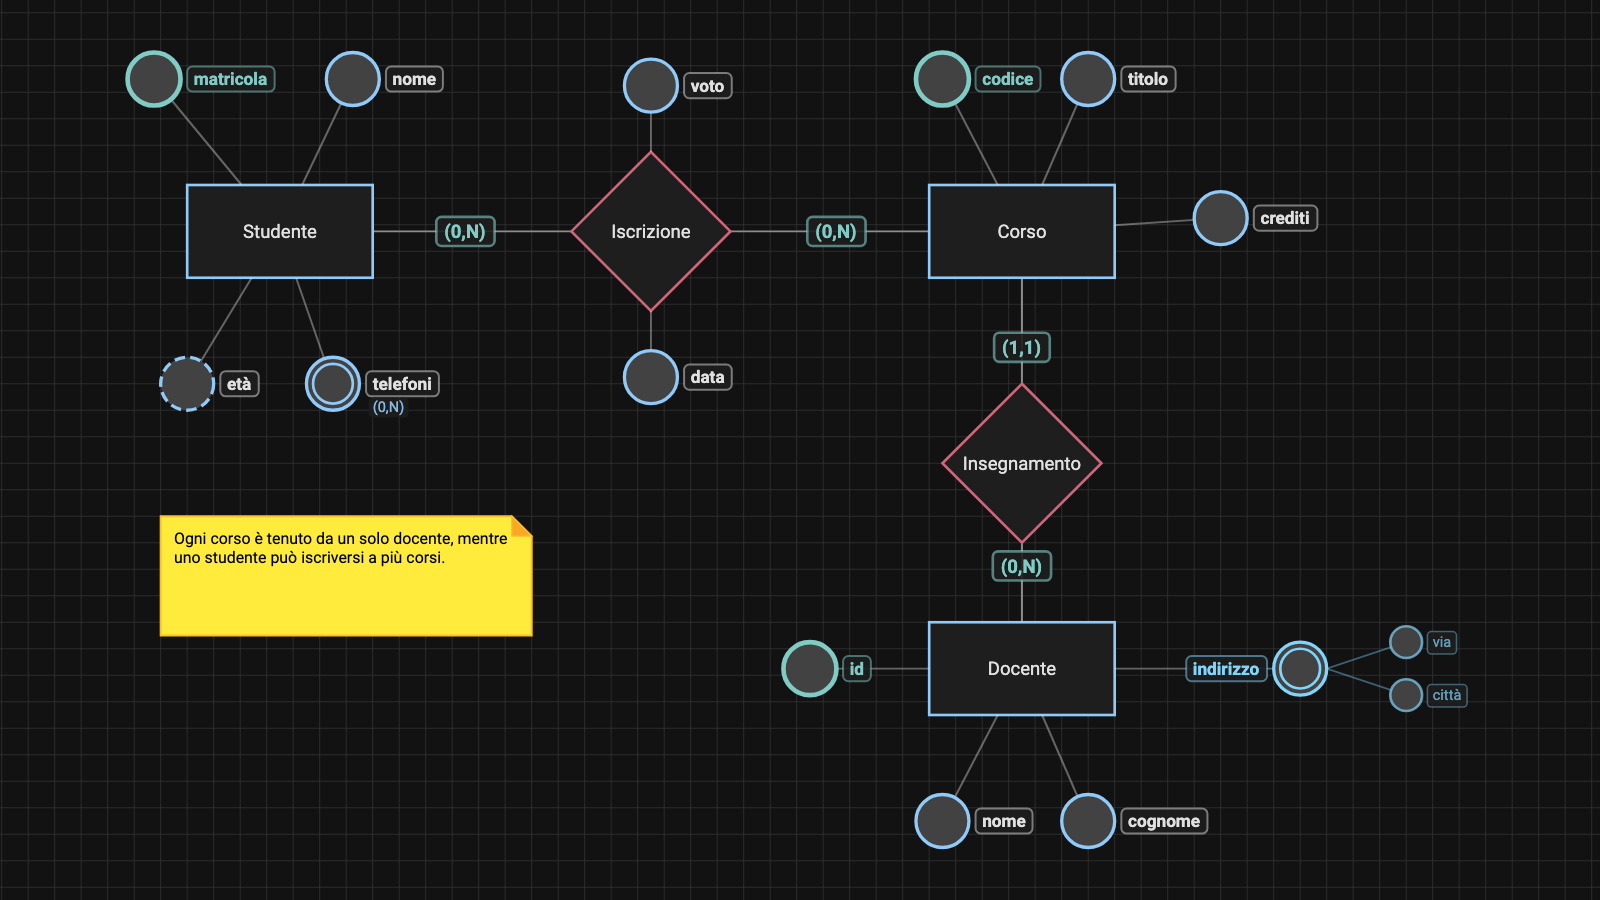 matricola
nome
voto
codice
titolo
Studente
(0,N)
Iscrizione
(0,N)
Corso
crediti
(1,1)
età
telefoni
(0,N)
data
Insegnamento
Ogni corso è tenuto da un solo docente, mentre
uno studente può iscriversi a più corsi.
(0,N)
id
Docente
indirizzo
via
città
nome
cognome